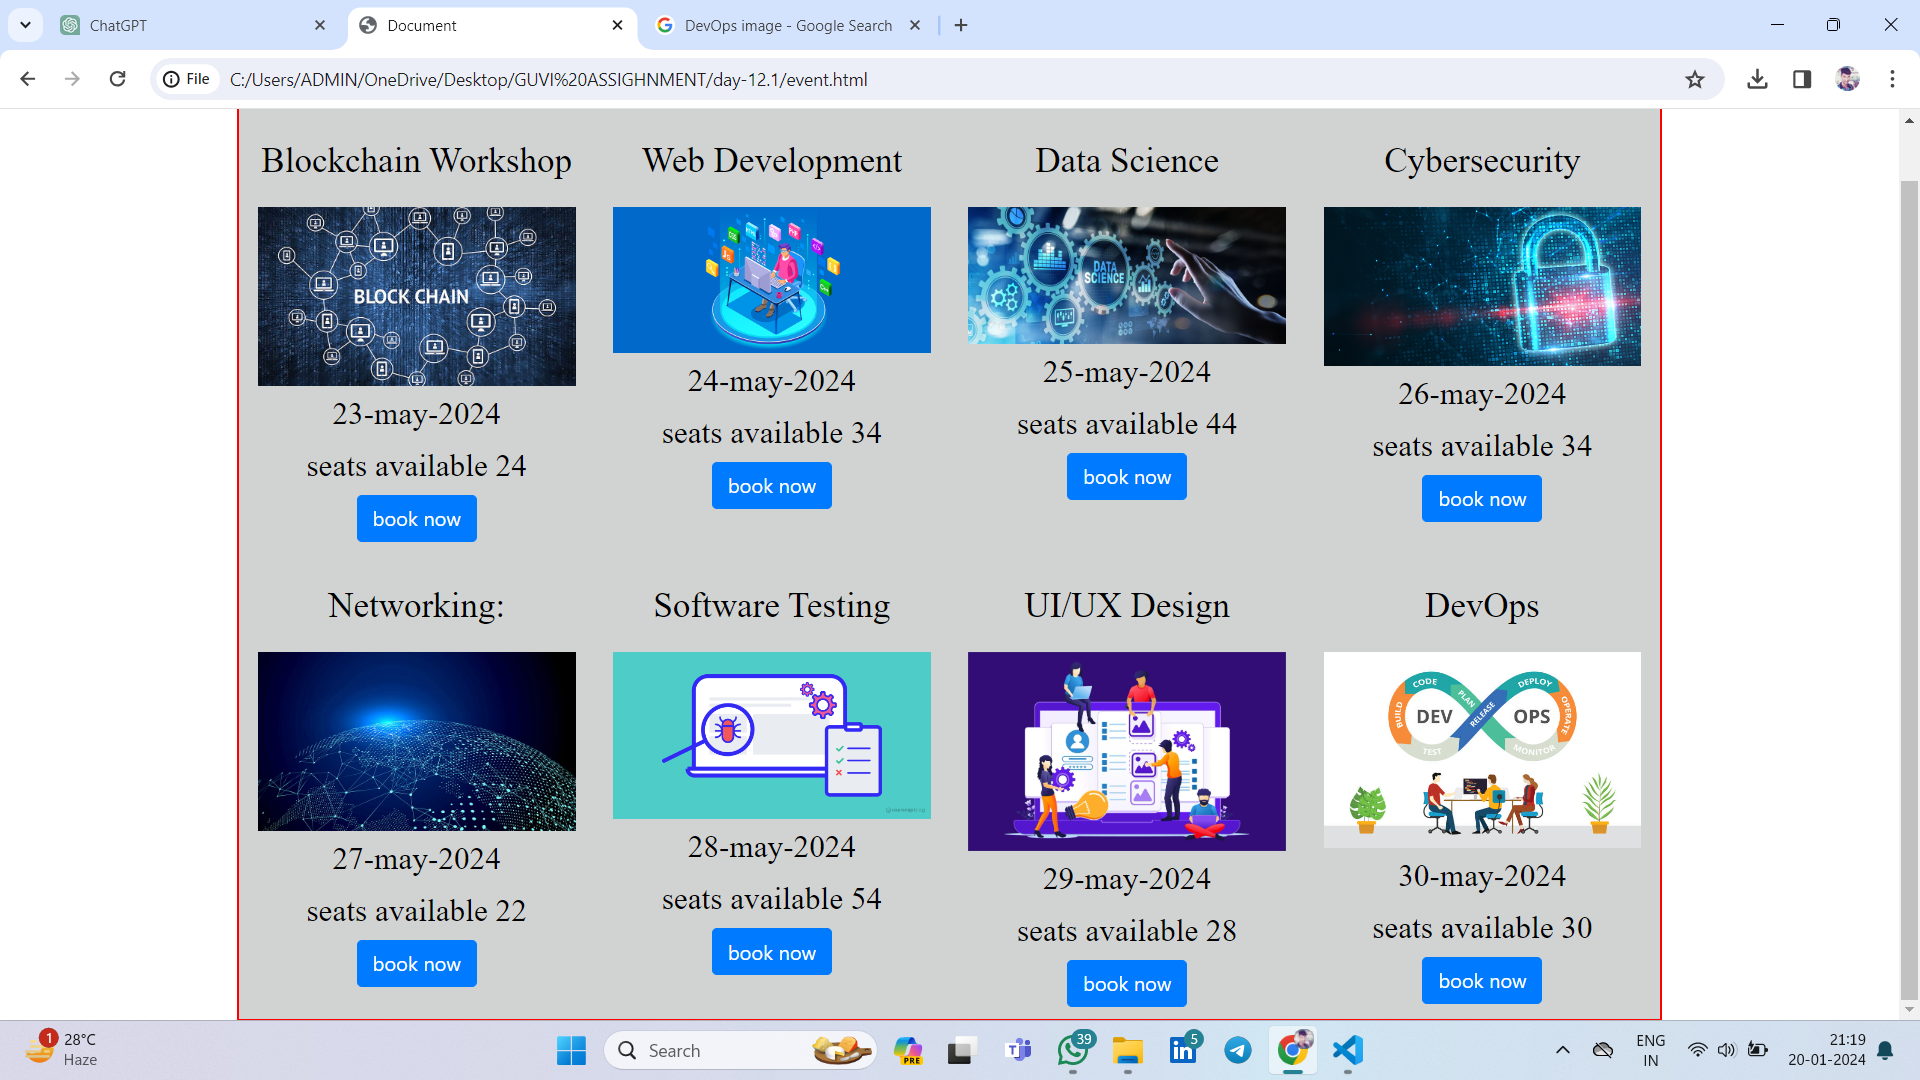 ChatGPT
Document
DevOps image - Google Search
File
C:/Users/ADMIN/OneDrive/Desktop/GUVI%20ASSIGHNMENT/day-12.1/event.html
Blockchain Workshop
Web Development
Data Science
Cybersecurity
BLOCK CHAIN
DATA
SCIENCE
23-may-2024
seats available 24
book now
24-may-2024
seats available 34
book now
25-may-2024
seats available 44
book now
26-may-2024
seats available 34
book now
Networking:
Software Testing
UI/UX Design
DevOps
CODE
DEPLOY
PLAN
BUILD
DEV
RELEASE
OPS
OPERATE
TEST
MONITOR
27-may-2024
seats available 22
book now
28-may-2024
seats available 54
book now
29-may-2024
seats available 28
book now
30-may-2024
seats available 30
book now
1
28°C
Haze
Search
PRE
39
5
ENG
IN
21:19
20-01-2024